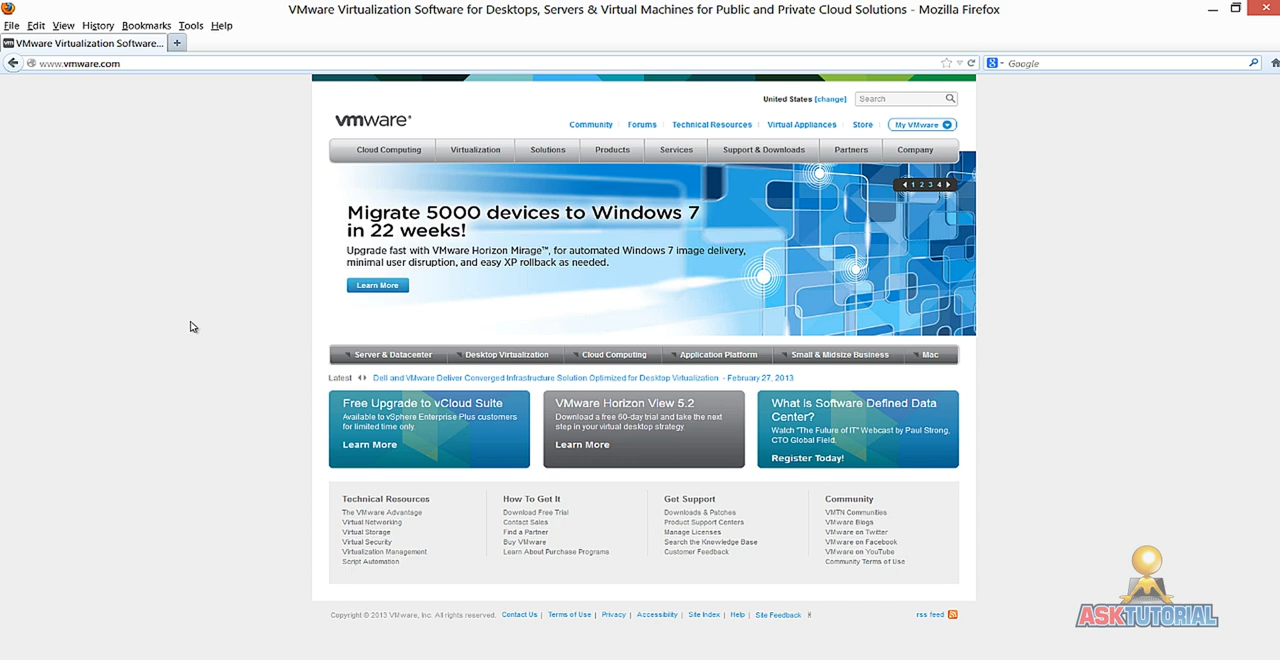 VMware Virtualization Software for Desktops, Servers & Virtual Machines for Public and Private Cloud Solutions - Mozilla Firefox
File Edit View History Bookmarks Tools Help
vm VMware Virtualization Software... +
www.vmware.com
Google
United States [change] Search
vmware®
Community Forums Technical Resources Virtual Appliances Store My VMware
Cloud Computing Virtualization Solutions Products Services Support & Downloads Partners Company
1 2 3 4
Migrate 5000 devices to Windows 7
in 22 weeks!
Upgrade fast with VMware Horizon Mirage™, for automated Windows 7 image delivery,
minimal user disruption, and easy XP rollback as needed.
Learn More
Server & Datacenter Desktop Virtualization Cloud Computing Application Platform Small & Midsize Business Mac
Latest Dell and VMware Deliver Converged Infrastructure Solution Optimized for Desktop Virtualization - February 27, 2013
Free Upgrade to vCloud Suite
Available to vSphere Enterprise Plus customers
for limited time only.
Learn More
VMware Horizon View 5.2
Download a free 60-day trial and take the next
step in your virtual desktop strategy.
Learn More
What is Software Defined Data
Center?
Watch "The Future of IT" Webcast by Paul Strong,
CTO Global Field.
Register Today!
Technical Resources
The VMware Advantage
Virtual Networking
Virtual Storage
Virtual Security
Virtualization Management
Script Automation
How To Get It
Download Free Trial
Contact Sales
Find a Partner
Buy VMware
Learn About Purchase Programs
Get Support
Downloads & Patches
Product Support Centers
Manage Licenses
Search the Knowledge Base
Customer Feedback
Community
VMTN Communities
VMware Blogs
VMware on Twitter
VMware on Facebook
VMware on YouTube
Community Terms of Use
Copyright © 2013 VMware, Inc. All rights reserved. Contact Us | Terms of Use | Privacy | Accessibility | Site Index | Help | Site Feedback
rss feed
ASKTUTORIAL